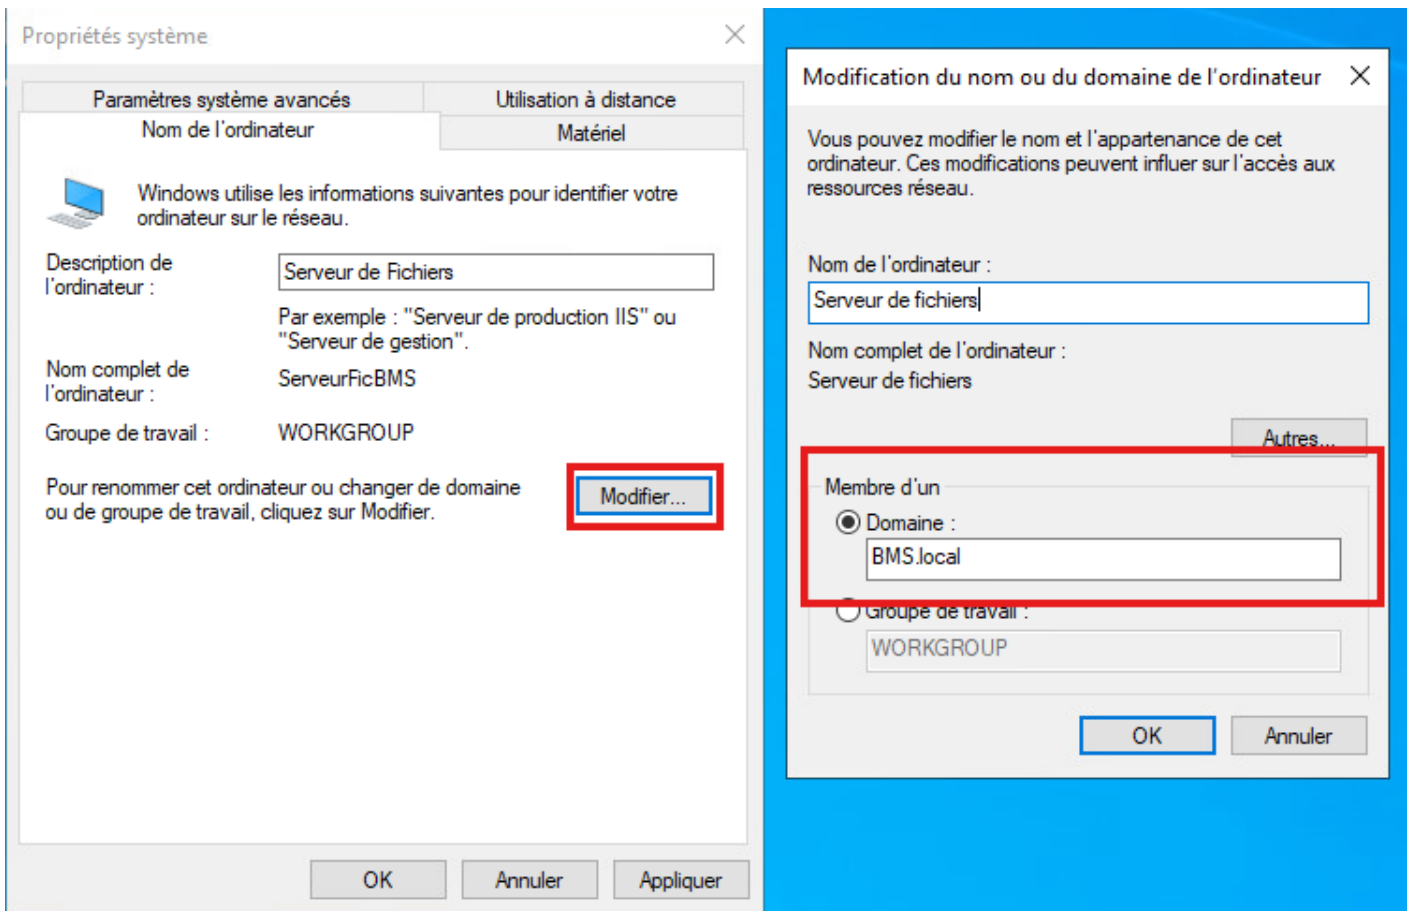 Propriétés système
Paramètres système avancés
Utilisation à distance
Nom de l'ordinateur
Matériel
Windows utilise les informations suivantes pour identifier votre
ordinateur sur le réseau.
Description de
l'ordinateur :
Serveur de Fichiers
Par exemple : "Serveur de production IIS" ou
"Serveur de gestion".
Nom complet de
l'ordinateur :
ServeurFicBMS
Groupe de travail :
WORKGROUP
Pour renommer cet ordinateur ou changer de domaine
ou de groupe de travail, cliquez sur Modifier.
Modifier...
OK
Annuler
Appliquer
Modification du nom ou du domaine de l'ordinateur
Vous pouvez modifier le nom et l'appartenance de cet
ordinateur. Ces modifications peuvent influer sur l'accès aux
ressources réseau.
Nom de l'ordinateur :
Serveur de fichiers
Nom complet de l'ordinateur :
Serveur de fichiers
Autres...
Membre d'un
Domaine :
BMS.local
Groupe de travail :
WORKGROUP
OK
Annuler